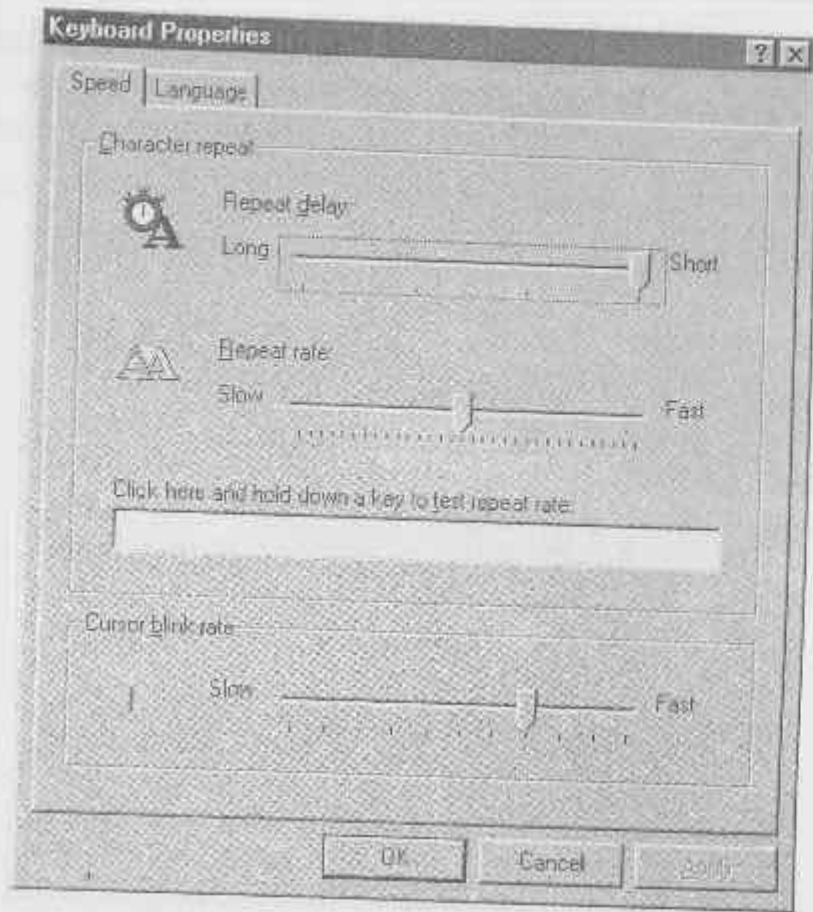 Keyboard Properties
? X
Speed Language
Character repeat
Repeat delay:
Long Short
Repeat rate:
Slow Fast
Click here and hold down a key to test repeat rate:
Cursor blink rate
Slow Fast
OK Cancel Apply